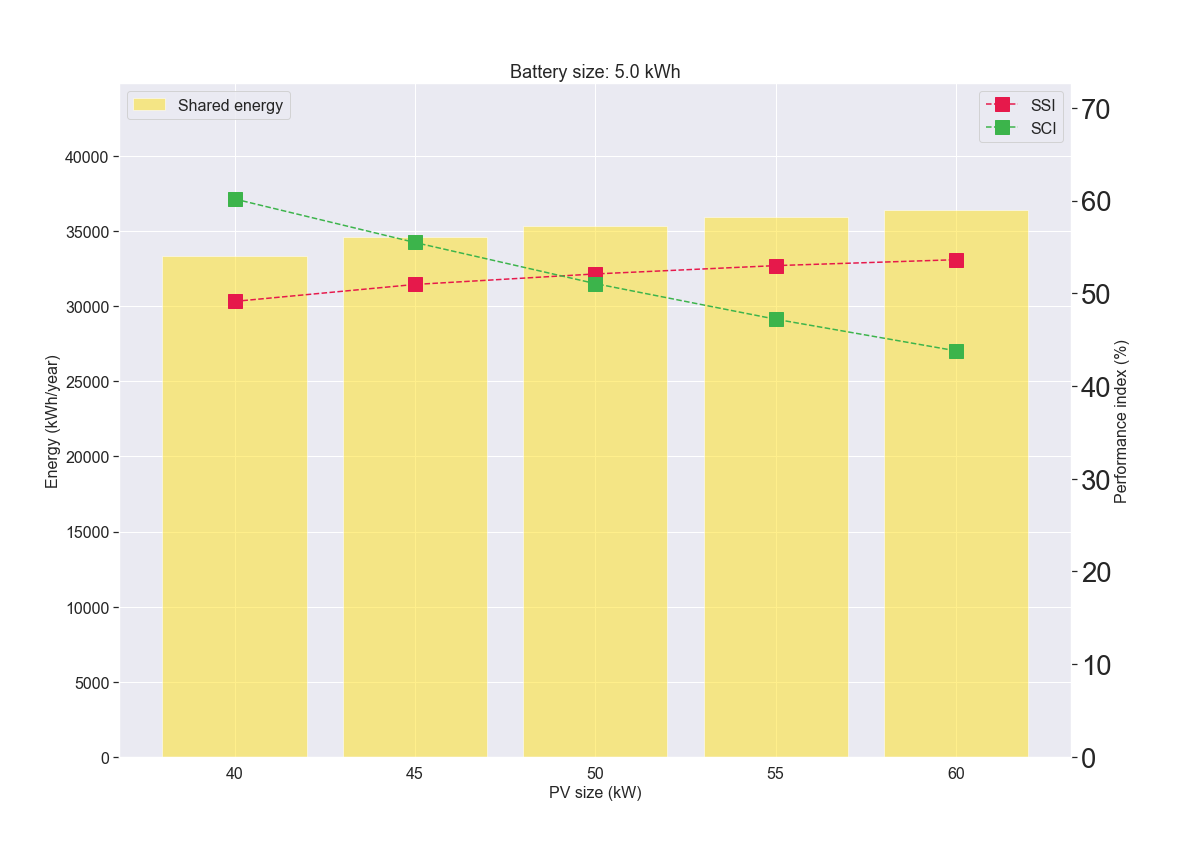 Battery size: 5.0 kWh
Shared energy
SSI
SCI
Energy (kWh/year)
40000
35000
30000
25000
20000
15000
10000
5000
0
70
60
50
40
30
20
10
0
Performance index (%)
40 45 50 55 60
PV size (kW)